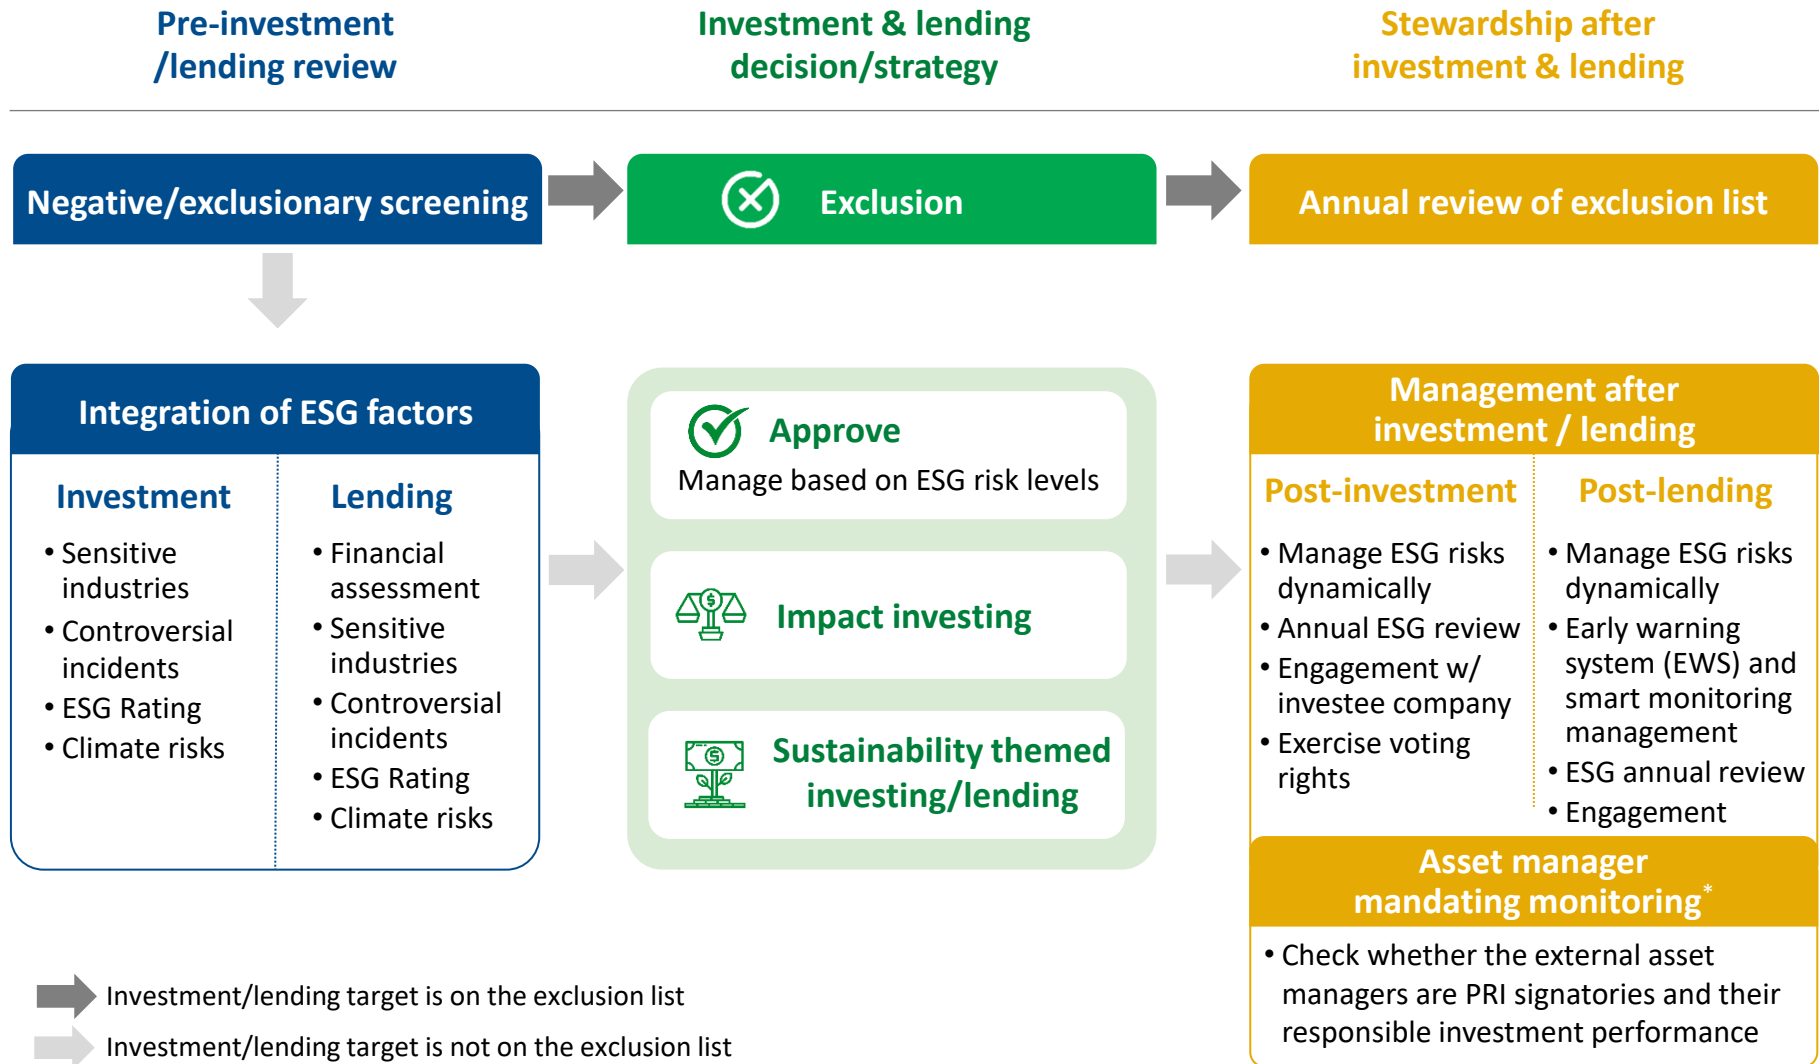 Pre-investment
/lending review
Investment & lending
decision/strategy
Stewardship after
investment & lending
Negative/exclusionary screening
Exclusion
Annual review of exclusion list
Integration of ESG factors
Investment
• Sensitive
industries
• Controversial
incidents
• ESG Rating
• Climate risks
Lending
• Financial
assessment
• Sensitive
industries
• Controversial
incidents
• ESG Rating
• Climate risks
Approve
Manage based on ESG risk levels
Impact investing
Sustainability themed
investing/lending
Management after
investment / lending
Post-investment
• Manage ESG risks
dynamically
• Annual ESG review
• Engagement w/
investee company
• Exercise voting
rights
Post-lending
• Manage ESG risks
dynamically
• Early warning
system (EWS) and
smart monitoring
management
• ESG annual review
• Engagement
Asset manager
mandating monitoring*
• Check whether the external asset
managers are PRI signatories and their
responsible investment performance
Investment/lending target is on the exclusion list
Investment/lending target is not on the exclusion list